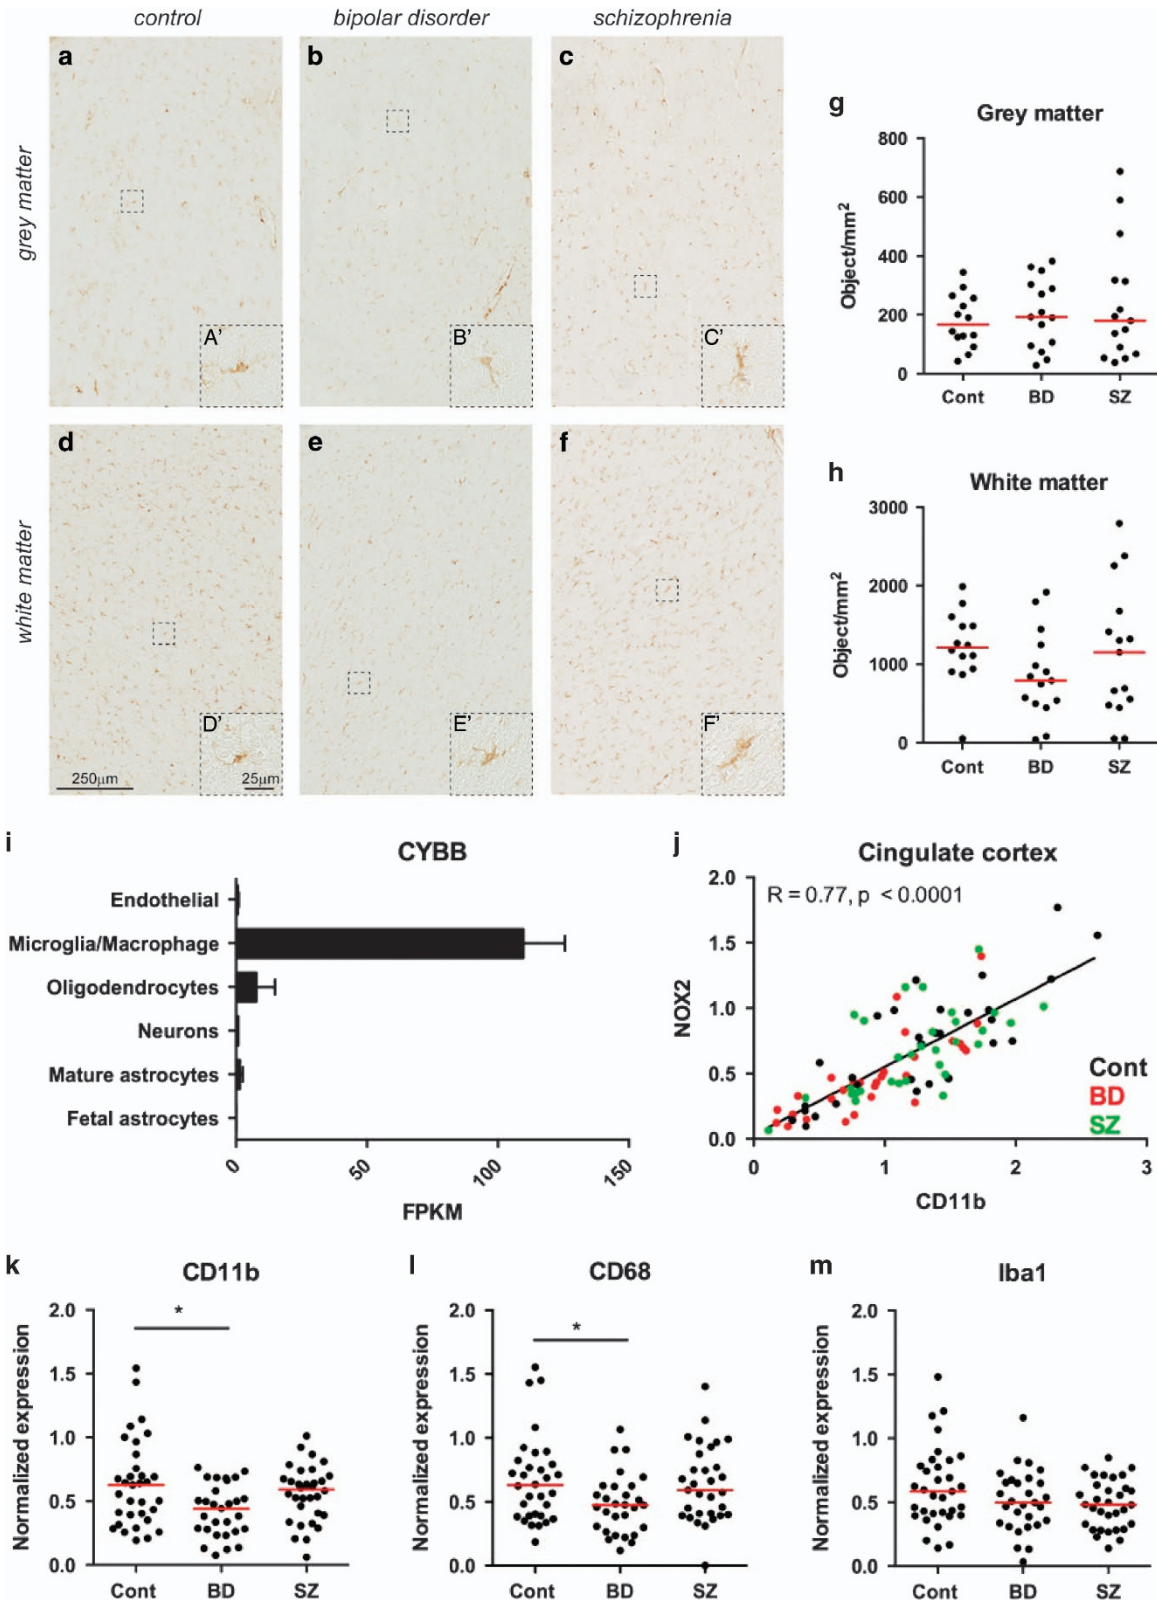 control bipolar disorder schizophrenia
grey matter
a b c
A' B' C'
white matter
d e f
D' E' F'
250μm 25μm
g
Grey matter
Object/mm²
800
600
400
200
0
Cont BD SZ
h
White matter
Object/mm²
3000
2000
1000
0
Cont BD SZ
i
CYBB
Endothelial
Microglia/Macrophage
Oligodendrocytes
Neurons
Mature astrocytes
Fetal astrocytes
0 50 100 150
FPKM
j
Cingulate cortex
R = 0.77, p < 0.0001
NOX2
2.0
1.5
1.0
0.5
0.0
Cont
BD
SZ
0 1 2 3
CD11b
k
CD11b
*
Normalized expression
2.0
1.5
1.0
0.5
0.0
Cont BD SZ
l
CD68
*
Normalized expression
2.0
1.5
1.0
0.5
0.0
Cont BD SZ
m
Iba1
Normalized expression
2.0
1.5
1.0
0.5
0.0
Cont BD SZ